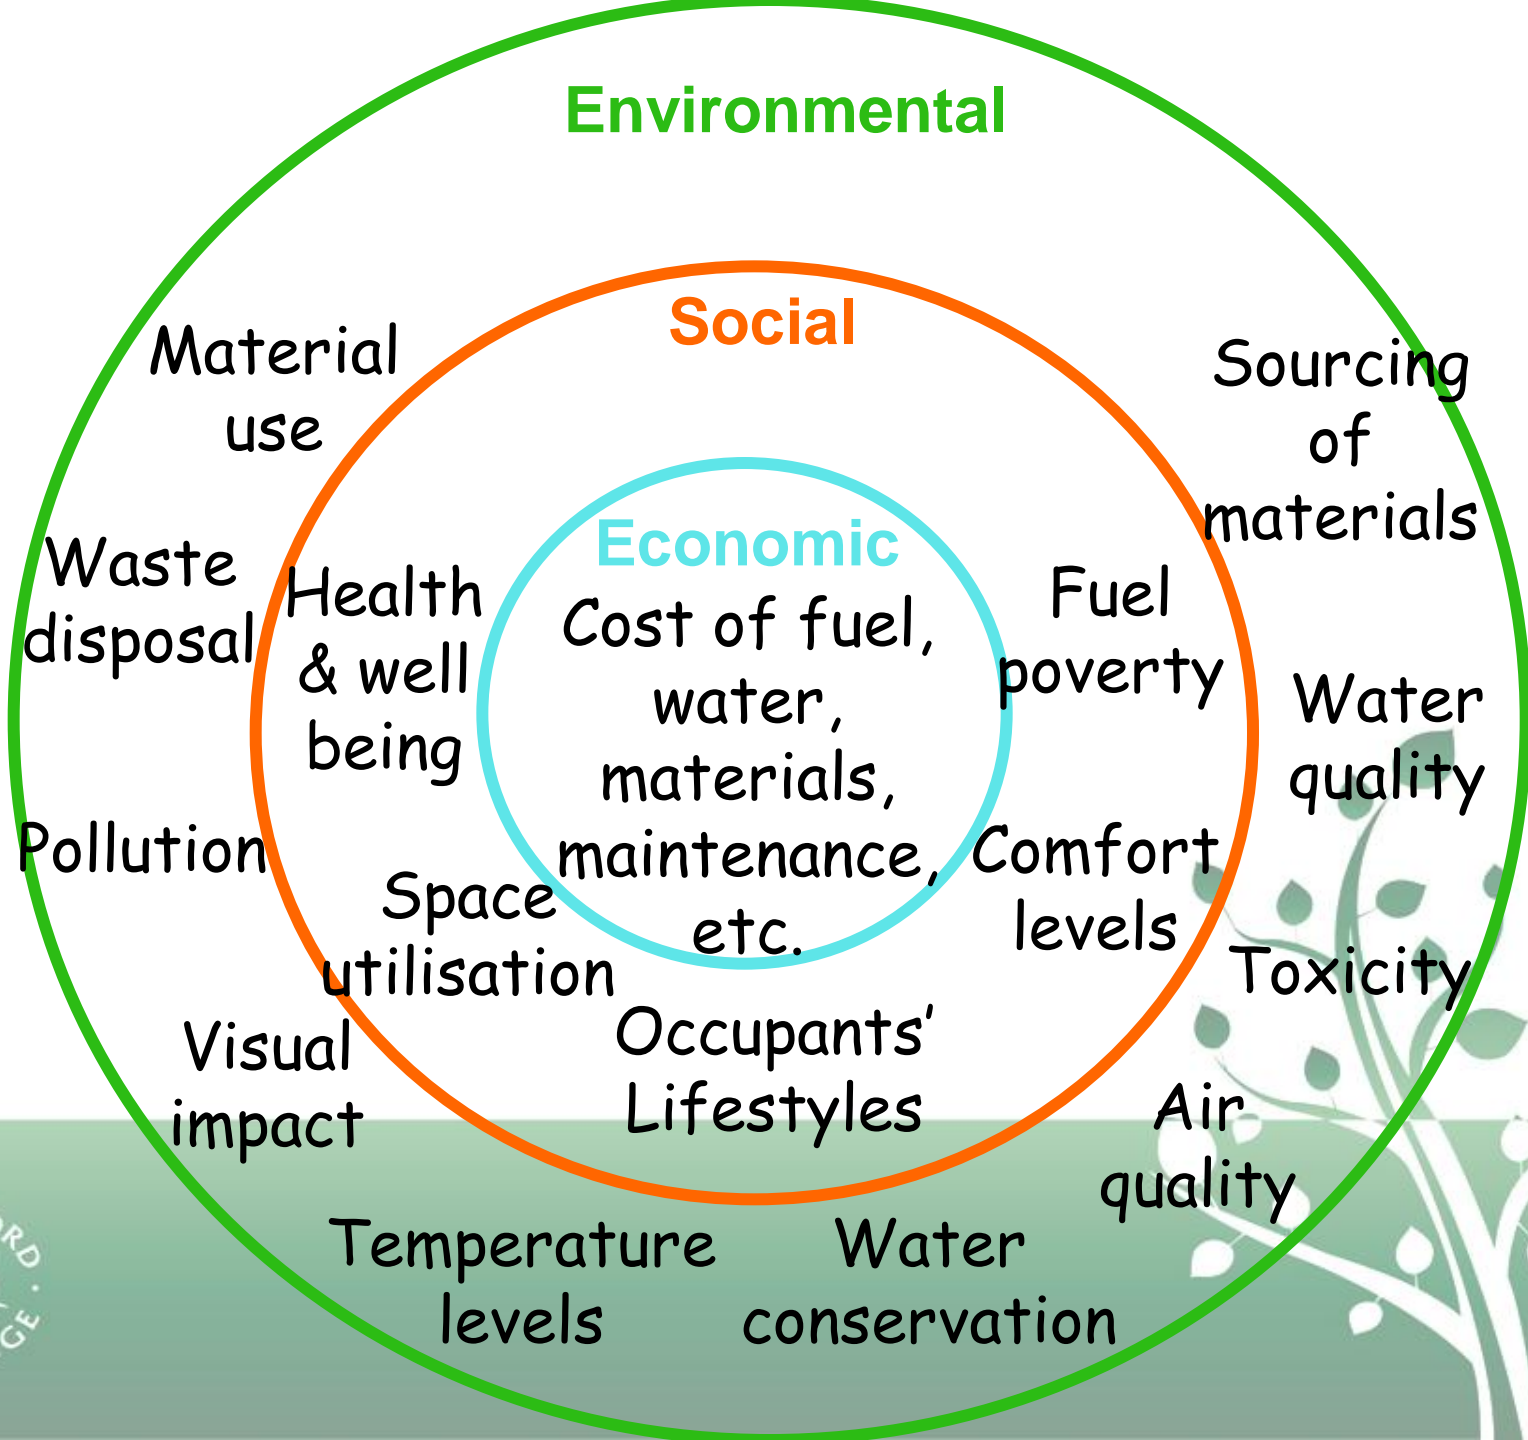 Environmental
Social
Economic
Material
use
Sourcing
of
materials
Waste
disposal
Health
& well
being
Cost of fuel,
water,
materials,
maintenance,
etc.
Fuel
poverty
Water
quality
Pollution
Space
utilisation
Comfort
levels
Toxicity
Visual
impact
Occupants'
Lifestyles
Air
quality
Temperature
levels
Water
conservation